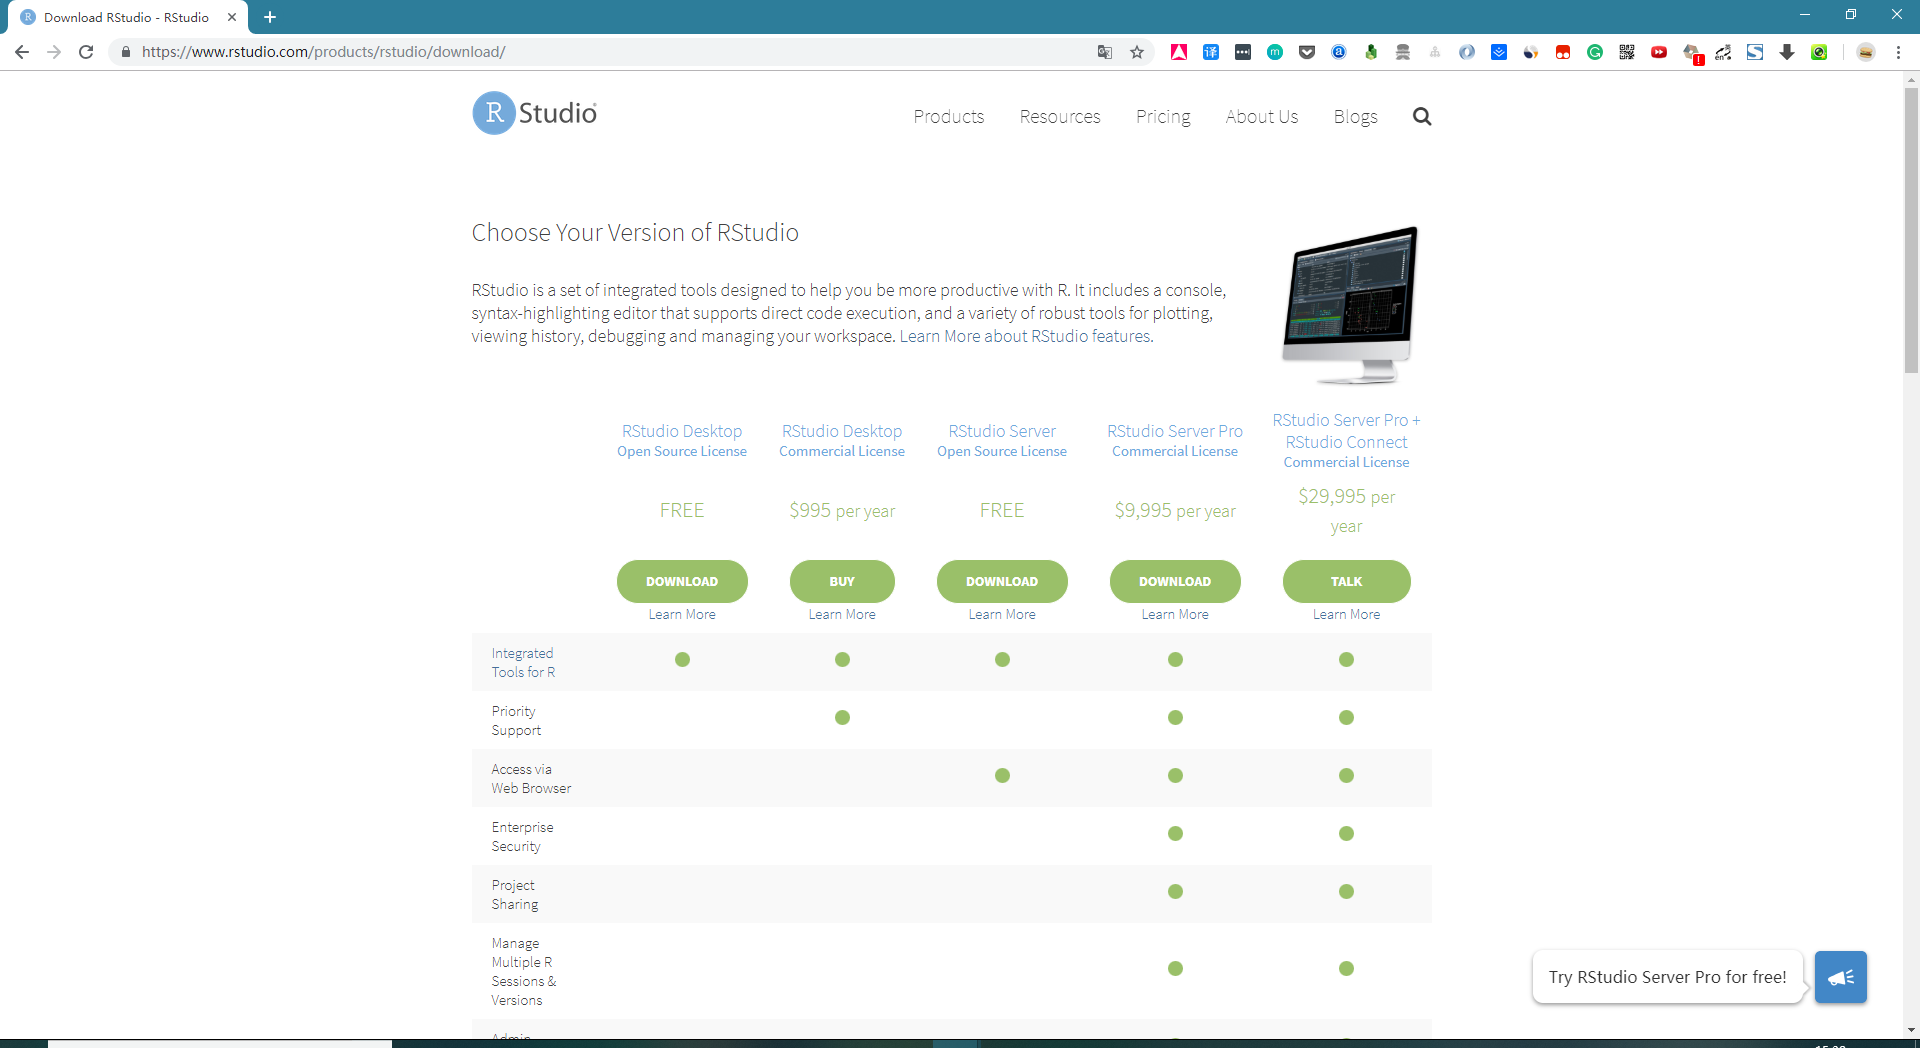 Download RStudio - RStudio
https://www.rstudio.com/products/rstudio/download/
R Studio
Products
Resources
Pricing
About Us
Blogs
Choose Your Version of RStudio
RStudio is a set of integrated tools designed to help you be more productive with R. It includes a console,
syntax-highlighting editor that supports direct code execution, and a variety of robust tools for plotting,
viewing history, debugging and managing your workspace. Learn More about RStudio features.
RStudio Desktop
Open Source License
RStudio Desktop
Commercial License
RStudio Server
Open Source License
RStudio Server Pro
Commercial License
RStudio Server Pro +
RStudio Connect
Commercial License
FREE
$995 per year
FREE
$9,995 per year
$29,995 per
year
DOWNLOAD
BUY
DOWNLOAD
DOWNLOAD
TALK
Learn More
Learn More
Learn More
Learn More
Learn More
Integrated
Tools for R
Priority
Support
Access via
Web Browser
Enterprise
Security
Project
Sharing
Manage
Multiple R
Sessions &
Versions
Try RStudio Server Pro for free!